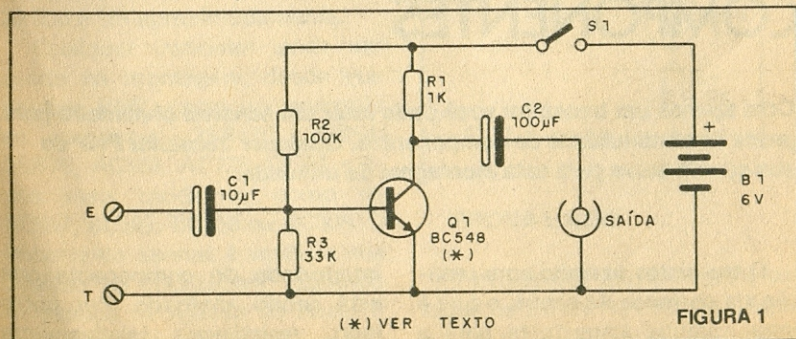 S1
R1
1K
C2
100µF
R2
100K
+
C1
10µF
B1
6V
E
SAÍDA
Q1
BC548
(*)
R3
33K
T
(*) VER TEXTO
FIGURA 1